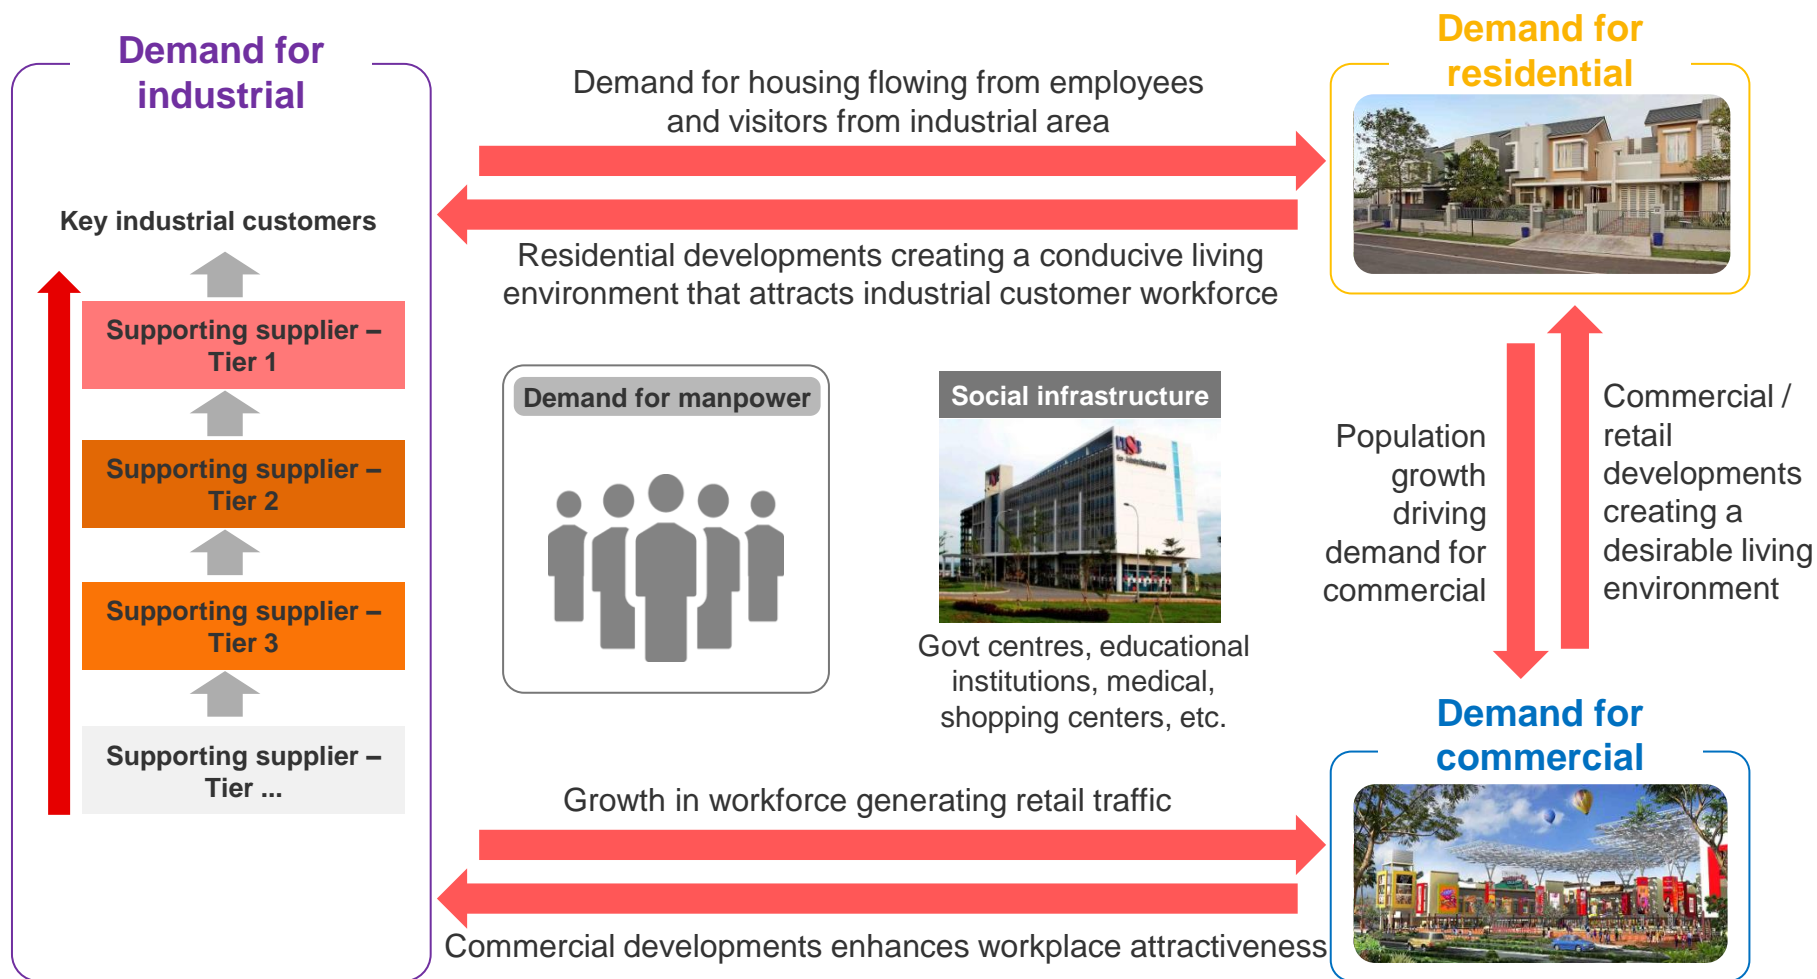 Demand for
industrial
Key industrial customers
Supporting supplier –
Tier 1
Supporting supplier –
Tier 2
Supporting supplier –
Tier 3
Supporting supplier –
Tier ...
Demand for housing flowing from employees
and visitors from industrial area
Residential developments creating a conducive living
environment that attracts industrial customer workforce
Demand for manpower
Social infrastructure
Govt centres, educational
institutions, medical,
shopping centers, etc.
Growth in workforce generating retail traffic
Commercial developments enhances workplace attractiveness
Demand for
residential
Population
growth
driving
demand for
commercial
Commercial /
retail
developments
creating a
desirable living
environment
Demand for
commercial